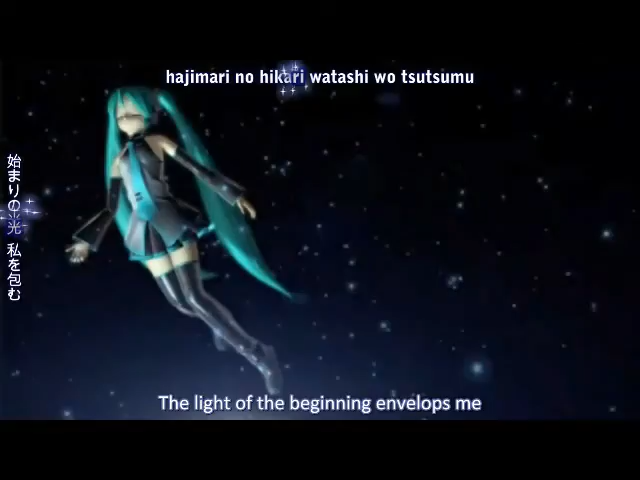 hajimari no hikari watashi wo tsutsumu
始まりの光 私を包む
The light of the beginning envelops me